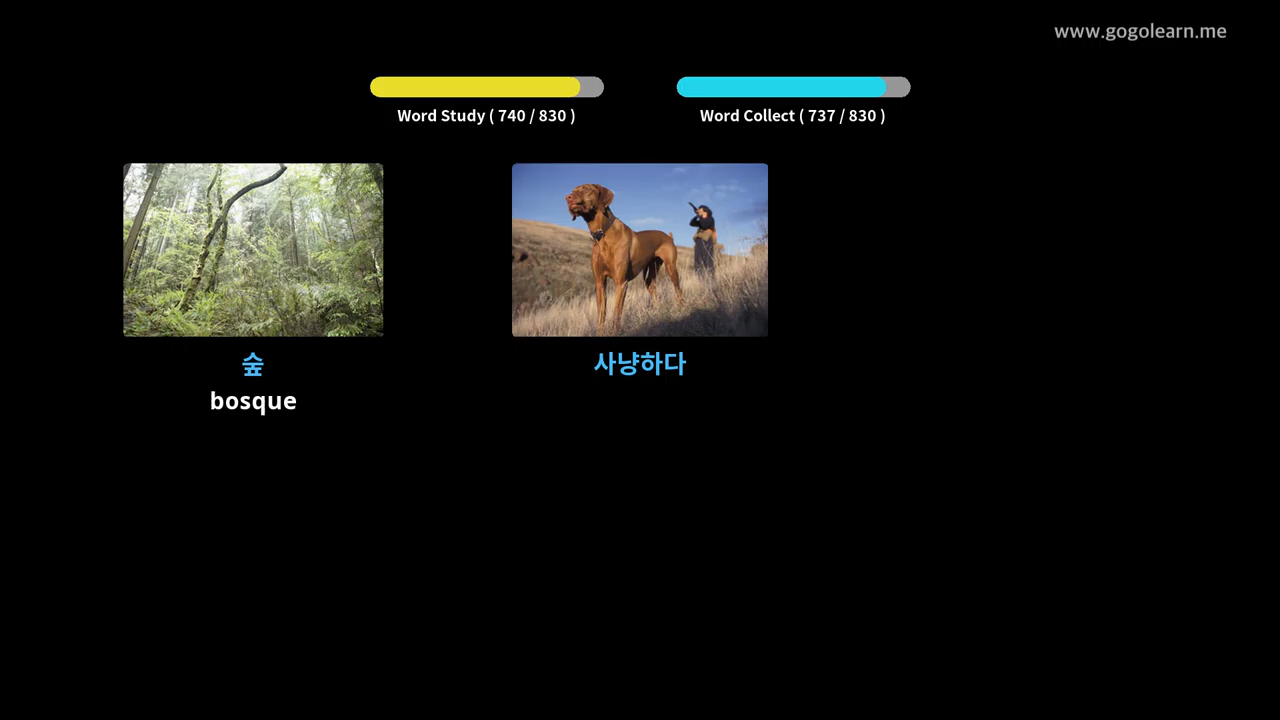 www.gogolearn.me
Word Study ( 740 / 830 )
Word Collect ( 737 / 830 )
숲
bosque
사냥하다